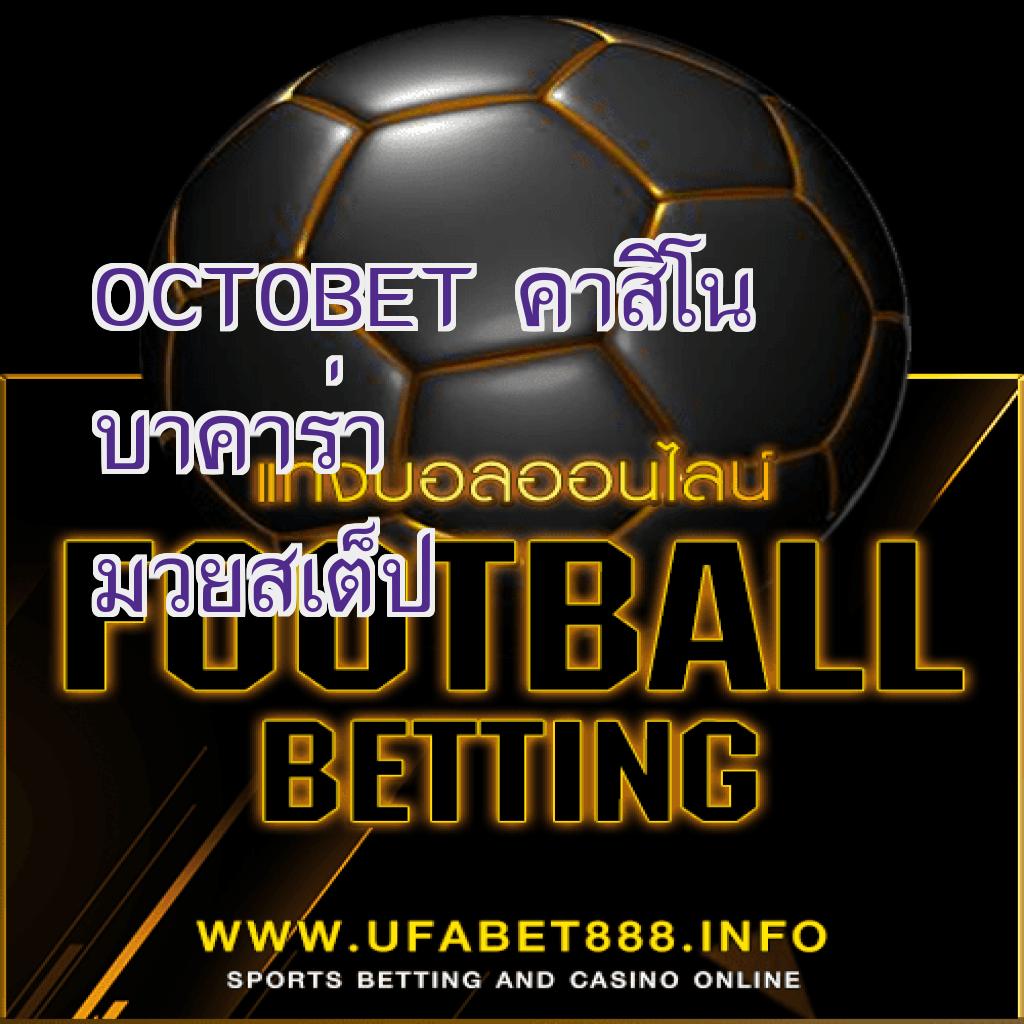 OCTOBET คาสิโน
บาคาร่า
แทงบอลออนไลน์
มวยสเต็ป
FOOTBALL
BETTING
WWW.UFABET888.INFO
SPORTS BETTING AND CASINO ONLINE